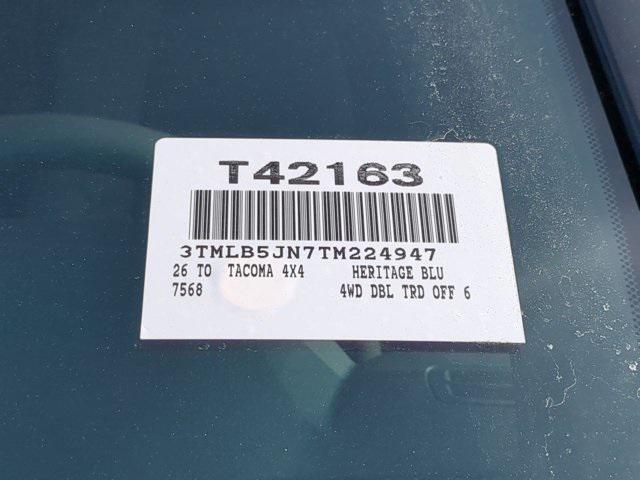 T42163
3TMLB5JN7TM224947
26 TO TACOMA 4X4 HERITAGE BLU
7568 4WD DBL TRD OFF 6